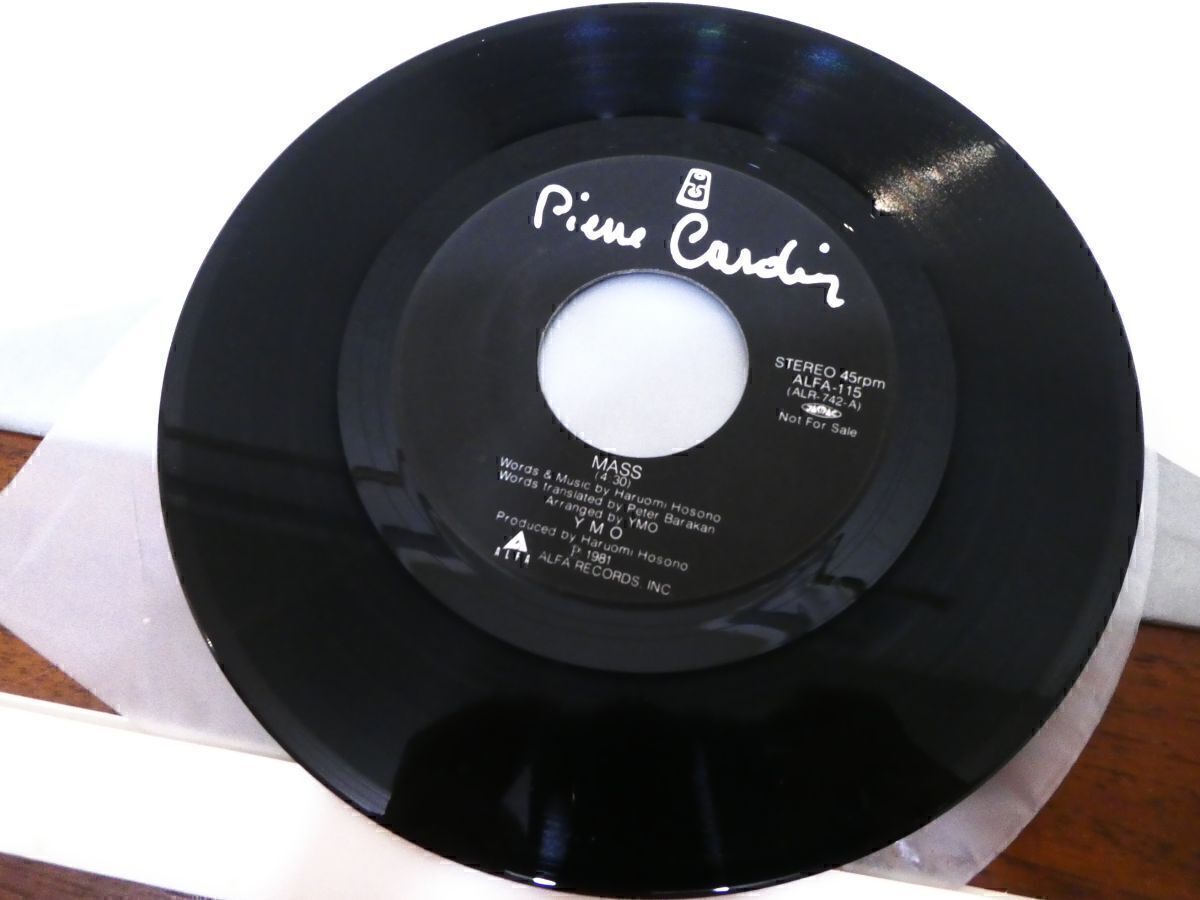 Pierre Cardin
STEREO 45rpm
ALFA-115
(ALR-742-A)
Not For Sale
MASS
(4 30)
Words & Music by Haruomi Hosono
Words translated by Peter Barakan
Arranged by YMO
Y M O
Produced by Haruomi Hosono
P 1981
ALFA
ALFA RECORDS, INC